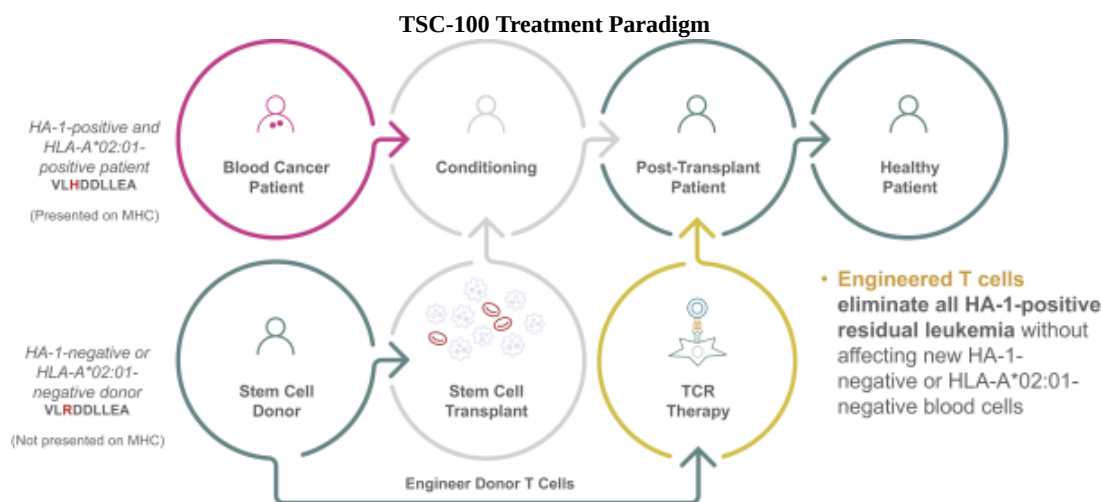 TSC-100 Treatment Paradigm
HA-1-positive and
HLA-A*02:01-
positive patient
VLHDDLLEA
(Presented on MHC)
Blood Cancer
Patient
Conditioning
Post-Transplant
Patient
Healthy
Patient
HA-1-negative or
HLA-A*02:01-
negative donor
VLRDDLLEA
(Not presented on MHC)
Stem Cell
Donor
Stem Cell
Transplant
TCR
Therapy
Engineer Donor T Cells
• Engineered T cells
eliminate all HA-1-positive
residual leukemia without
affecting new HA-1-
negative or HLA-A*02:01-
negative blood cells